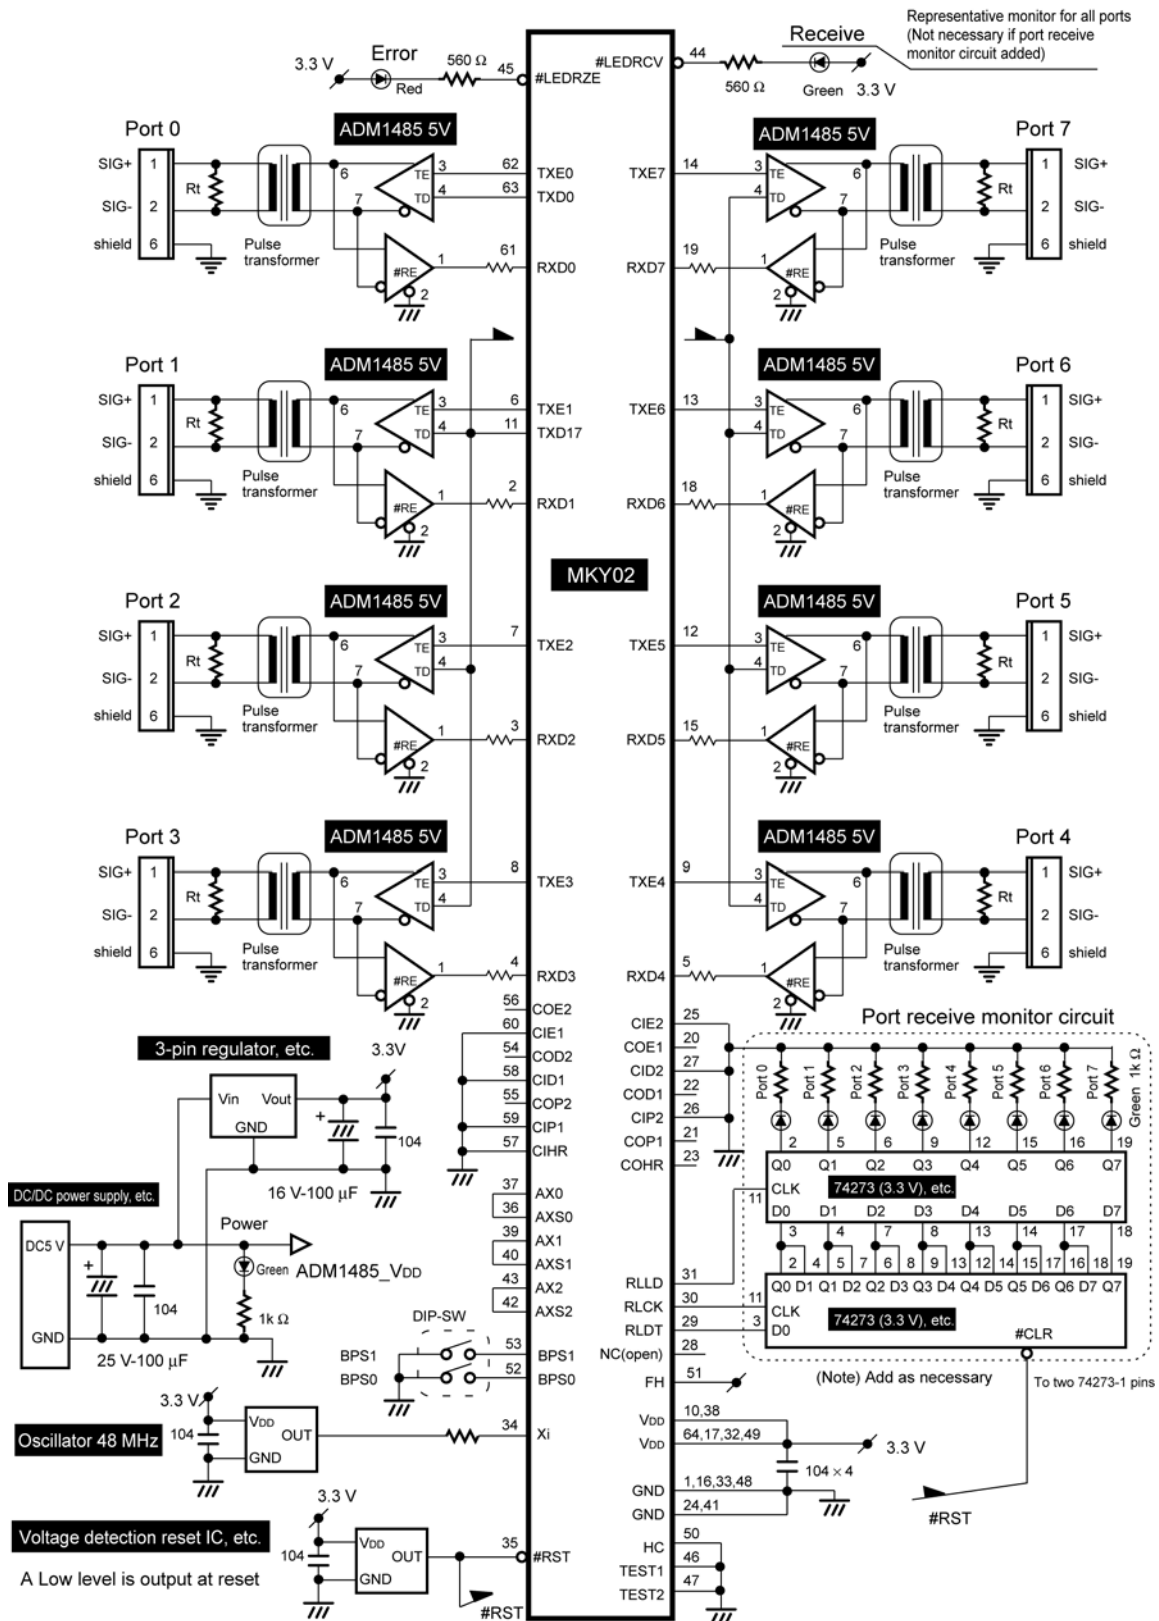 Representative monitor for all ports
(Not necessary if port receive
monitor circuit added)
Error
3.3 V
Red
560 Ω
45
#LEDRZE
Receive
#LEDRCV
44
560 Ω
Green
3.3 V
Port 0
ADM1485 5V
SIG+ 1
SIG- 2
shield 6
Rt
Pulse
transformer
6
7
TE 3 62 TXE0
TD 4 63 TXD0
#RE 1 61 RXD0
2
Port 7
ADM1485 5V
TXE7 14 3 TE
4 TD
RXD7 19 1 #RE
2
6
7
Rt
Pulse
transformer
1 SIG+
2 SIG-
6 shield
Port 1
ADM1485 5V
SIG+ 1
SIG- 2
shield 6
Rt
Pulse
transformer
6
7
TE 3 6 TXE1
TD 4 11 TXD17
#RE 1 2 RXD1
2
Port 6
ADM1485 5V
TXE6 13 3 TE
4 TD
RXD6 18 1 #RE
2
6
7
Rt
Pulse
transformer
1 SIG+
2 SIG-
6 shield
MKY02
Port 2
ADM1485 5V
SIG+ 1
SIG- 2
shield 6
Rt
Pulse
transformer
6
7
TE 3 7 TXE2
TD 4
#RE 1 3 RXD2
2
Port 5
ADM1485 5V
TXE5 12 3 TE
4 TD
RXD5 15 1 #RE
2
6
7
Rt
Pulse
transformer
1 SIG+
2 SIG-
6 shield
Port 3
ADM1485 5V
SIG+ 1
SIG- 2
shield 6
Rt
Pulse
transformer
6
7
TE 3 8 TXE3
TD 4
#RE 1 4 RXD3
2
Port 4
ADM1485 5V
TXE4 9 3 TE
4 TD
RXD4 5 1 #RE
2
6
7
Rt
Pulse
transformer
1 SIG+
2 SIG-
6 shield
56 COE2
60 CIE1
54 COD2
58 CID1
55 COP2
59 CIP1
57 CIHR
37 AX0
36 AXS0
39 AX1
40 AXS1
43 AX2
42 AXS2
CIE2 25
COE1 20
CID2 27
COD1 22
CIP2 26
COP1 21
COHR 23
3-pin regulator, etc.
3.3V
Vin Vout
GND
+
104
16 V-100 μF
DC/DC power supply, etc.
DC5 V
GND
+
104
25 V-100 μF
Power
Green
1k Ω
ADM1485_VDD
DIP-SW
BPS1 53 BPS1
BPS0 52 BPS0
Port receive monitor circuit
Port 0 Port 1 Port 2 Port 3 Port 4 Port 5 Port 6 Port 7
Green 1k Ω
2 5 6 9 12 15 16 19
Q0 Q1 Q2 Q3 Q4 Q5 Q6 Q7
11 CLK 74273 (3.3 V), etc.
D0 D1 D2 D3 D4 D5 D6 D7
3 4 7 8 13 14 17 18
2 4 5 7 6 8 9 13 12 14 15 17 16 18 19
Q0 D1 Q1 D2 Q2 D3 Q3 D4 Q4 D5 Q5 D6 Q6 D7 Q7
11 CLK
3 D0
74273 (3.3 V), etc.
#CLR
RLLD 31
RLCK 30
RLDT 29
NC(open) 28
FH 51
(Note) Add as necessary
To two 74273-1 pins
#RST
VDD 10,38
VDD 64,17,32,49
3.3 V
104 × 4
GND 1,16,33,48
GND 24,41
HC 50
TEST1 46
TEST2 47
Oscillator 48 MHz
3.3 V
104
VDD
OUT
GND
34 Xi
Voltage detection reset IC, etc.
A Low level is output at reset
3.3 V
104
VDD
OUT
GND
35 #RST
#RST